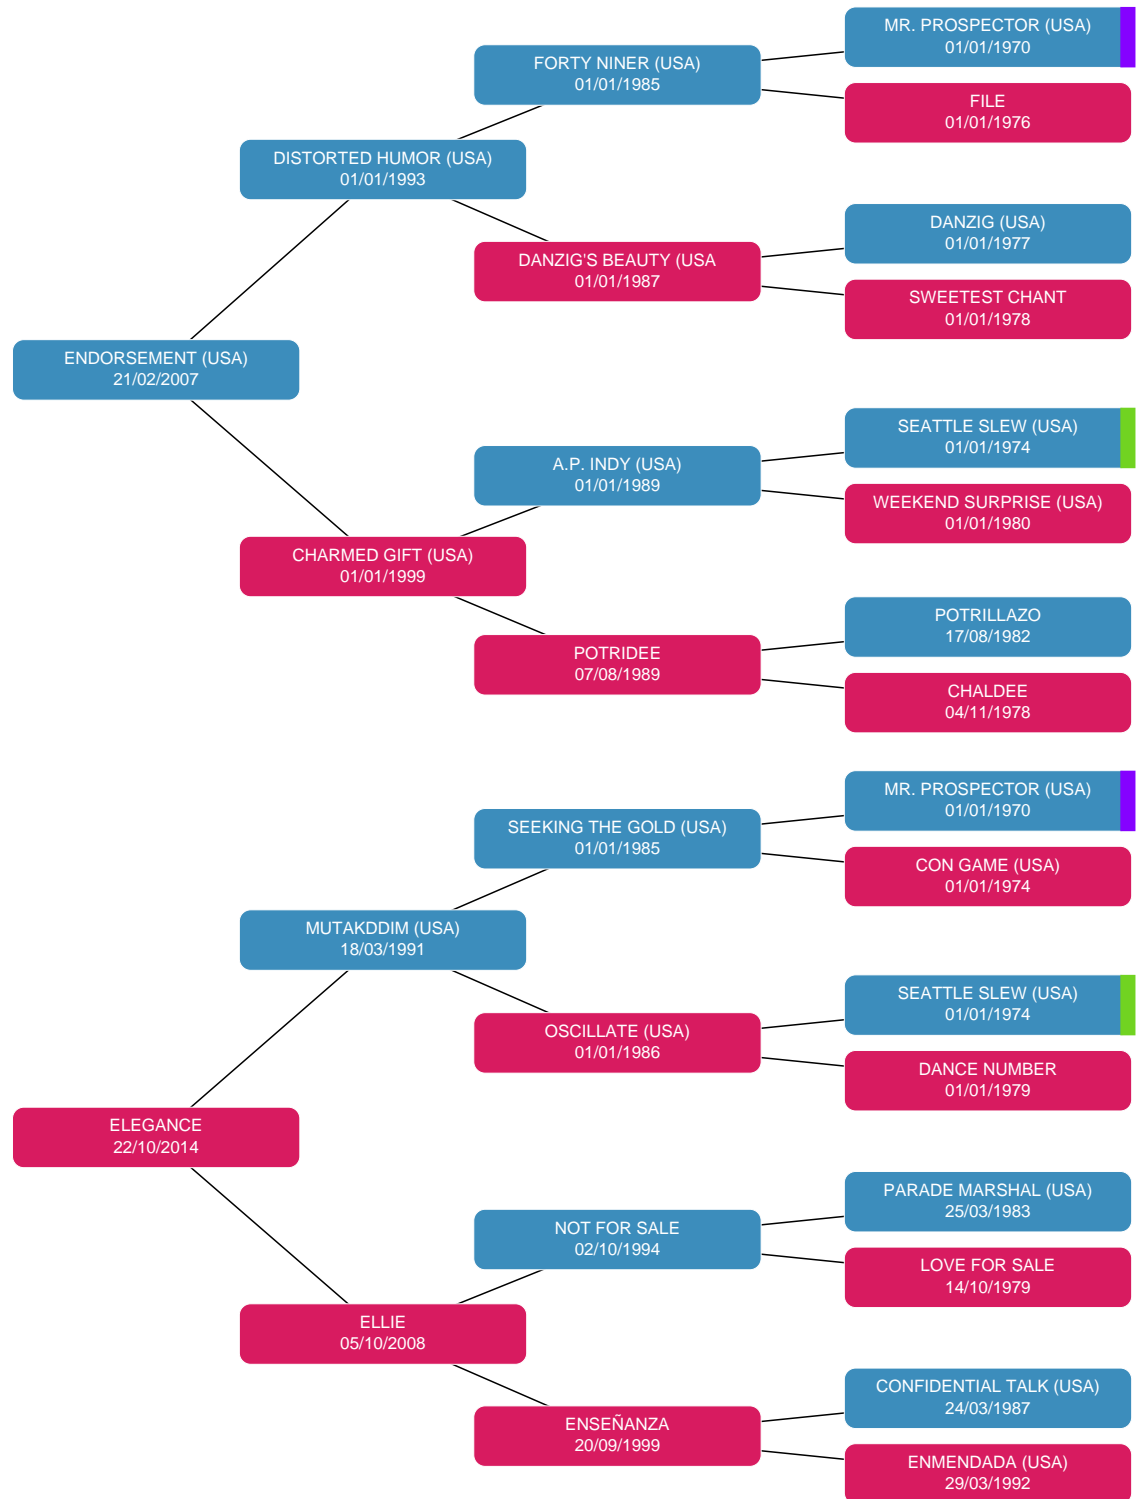 MR. PROSPECTOR (USA)
01/01/1970
FORTY NINER (USA)
01/01/1985
FILE
01/01/1976
DISTORTED HUMOR (USA)
01/01/1993
DANZIG (USA)
01/01/1977
DANZIG'S BEAUTY (USA
01/01/1987
SWEETEST CHANT
01/01/1978
ENDORSEMENT (USA)
21/02/2007
SEATTLE SLEW (USA)
01/01/1974
A.P. INDY (USA)
01/01/1989
WEEKEND SURPRISE (USA)
01/01/1980
CHARMED GIFT (USA)
01/01/1999
POTRILLAZO
17/08/1982
POTRIDEE
07/08/1989
CHALDEE
04/11/1978
MR. PROSPECTOR (USA)
01/01/1970
SEEKING THE GOLD (USA)
01/01/1985
CON GAME (USA)
01/01/1974
MUTAKDDIM (USA)
18/03/1991
SEATTLE SLEW (USA)
01/01/1974
OSCILLATE (USA)
01/01/1986
DANCE NUMBER
01/01/1979
ELEGANCE
22/10/2014
PARADE MARSHAL (USA)
25/03/1983
NOT FOR SALE
02/10/1994
LOVE FOR SALE
14/10/1979
ELLIE
05/10/2008
CONFIDENTIAL TALK (USA)
24/03/1987
ENSEÑANZA
20/09/1999
ENMENDADA (USA)
29/03/1992